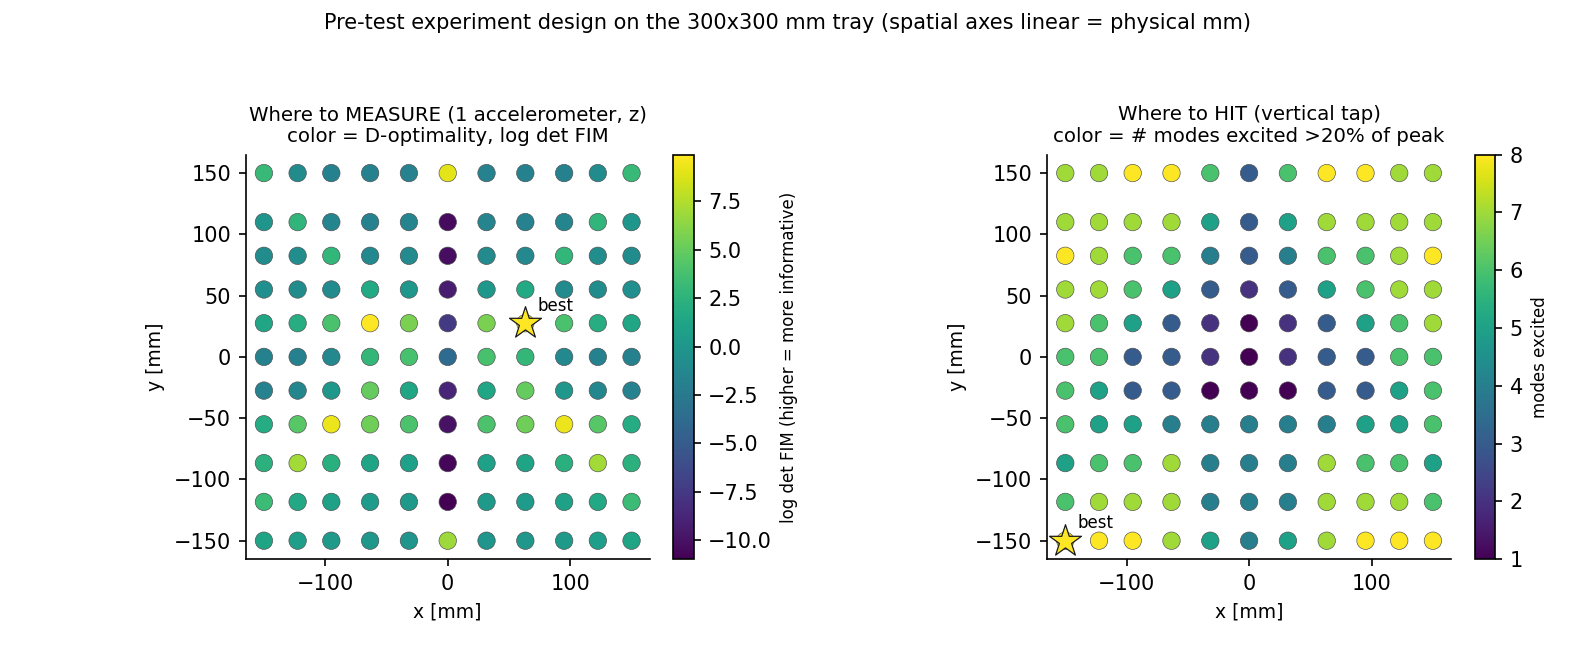 Pre-test experiment design on the 300x300 mm tray (spatial axes linear = physical mm)
Where to MEASURE (1 accelerometer, z)
color = D-optimality, log det FIM
150
100
50
0
−50
−100
−150
y [mm]
best
−100
0
100
x [mm]
7.5
5.0
2.5
0.0
−2.5
−5.0
−7.5
−10.0
log det FIM (higher = more informative)
Where to HIT (vertical tap)
color = # modes excited >20% of peak
150
100
50
0
−50
−100
−150
y [mm]
best
−100
0
100
x [mm]
8
7
6
5
4
3
2
1
modes excited